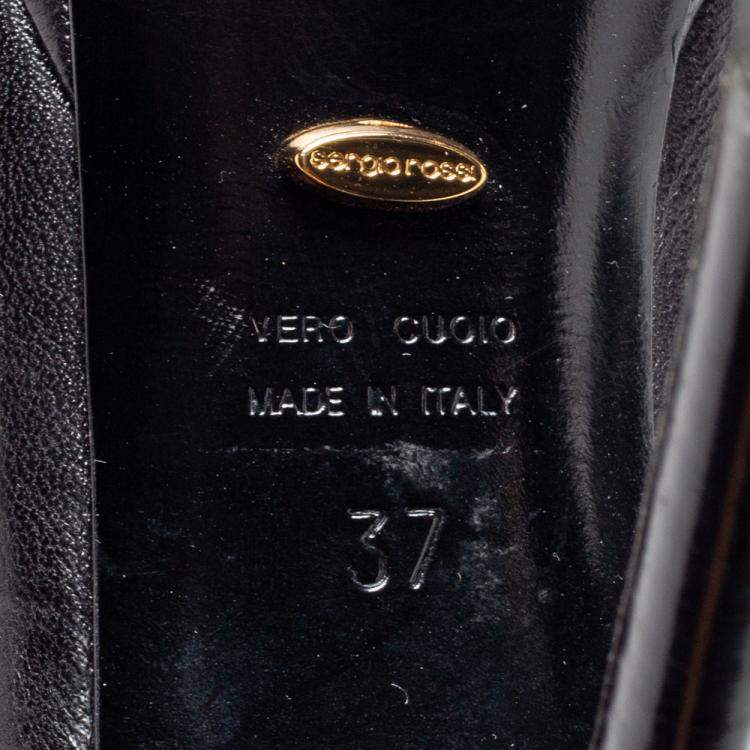 sergio rossi
VERO CUOIO
MADE IN ITALY
37